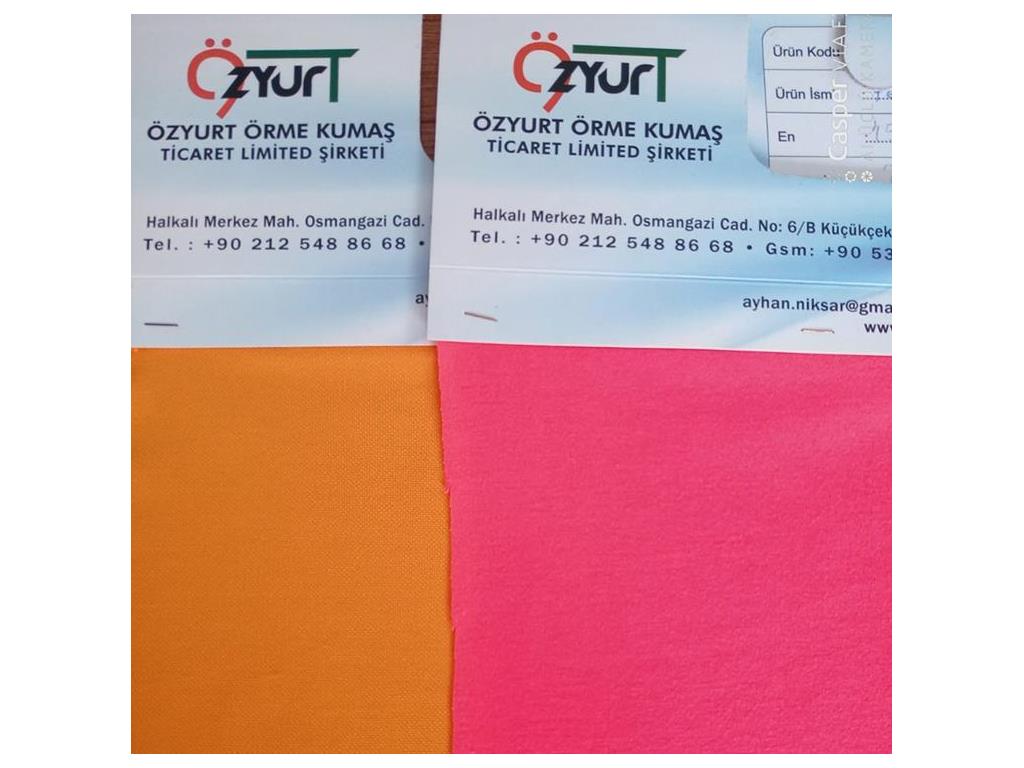 ÖZYURT
ÖZYURT ÖRME KUMAŞ
TİCARET LİMİTED ŞİRKETİ
Halkalı Merkez Mah. Osmangazi Cad.
Tel. : +90 212 548 86 68 •
ÖZYURT
ÖZYURT ÖRME KUMAŞ
TİCARET LİMİTED ŞİRKETİ
Halkalı Merkez Mah. Osmangazi Cad. No: 6/B Küçükçek
Tel. : +90 212 548 86 68 • Gsm: +90 53
ayhan.niksar@gma
www
Ürün Kodu
Ürün İsm
En
Casper VIA